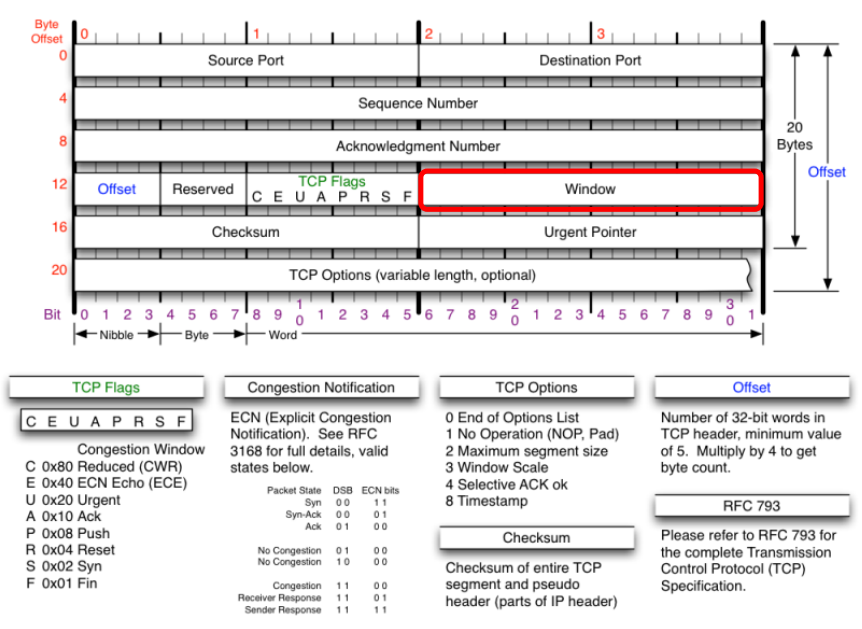 Byte
Offset
0 1 2 3
0 Source Port Destination Port
4 Sequence Number
8 Acknowledgment Number
12 Offset Reserved TCP Flags Window
C E U A P R S F
16 Checksum Urgent Pointer
20 TCP Options (variable length, optional)
20
Bytes
Offset
Bit 0 1 2 3 4 5 6 7 8 9 10 1 2 3 4 5 6 7 8 9 20 1 2 3 4 5 6 7 8 9 30 1
Nibble Byte Word
TCP Flags
C E U A P R S F
Congestion Window
C 0x80 Reduced (CWR)
E 0x40 ECN Echo (ECE)
U 0x20 Urgent
A 0x10 Ack
P 0x08 Push
R 0x04 Reset
S 0x02 Syn
F 0x01 Fin
Congestion Notification
ECN (Explicit Congestion
Notification). See RFC
3168 for full details, valid
states below.
Packet State DSB ECN bits
Syn 0 0 1 1
Syn-Ack 0 0 0 1
Ack 0 1 0 0
No Congestion 0 1 0 0
No Congestion 1 0 0 0
Congestion 1 1 0 0
Receiver Response 1 1 0 1
Sender Response 1 1 1 1
TCP Options
0 End of Options List
1 No Operation (NOP, Pad)
2 Maximum segment size
3 Window Scale
4 Selective ACK ok
8 Timestamp
Checksum
Checksum of entire TCP
segment and pseudo
header (parts of IP header)
Offset
Number of 32-bit words in
TCP header, minimum value
of 5. Multiply by 4 to get
byte count.
RFC 793
Please refer to RFC 793 for
the complete Transmission
Control Protocol (TCP)
Specification.